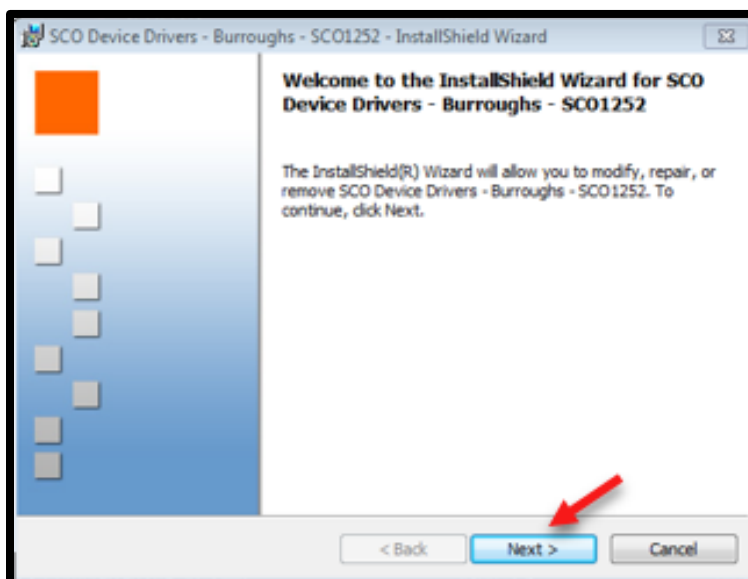 SCO Device Drivers - Burroughs - SCO1252 - InstallShield Wizard
Welcome to the InstallShield Wizard for SCO
Device Drivers - Burroughs - SCO1252
The InstallShield(R) Wizard will allow you to modify, repair, or
remove SCO Device Drivers - Burroughs - SCO1252. To
continue, click Next.
< Back
Next >
Cancel